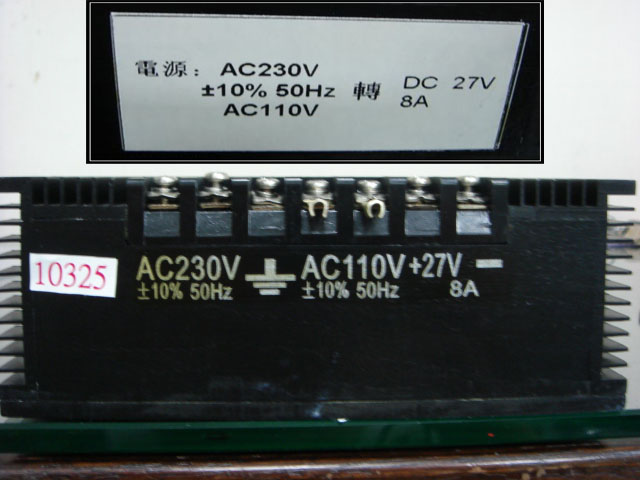 電源： AC230V
±10% 50Hz 轉 DC 27V
AC110V 8A
10325
AC230V AC110V +27V −
±10% 50Hz ±10% 50Hz 8A